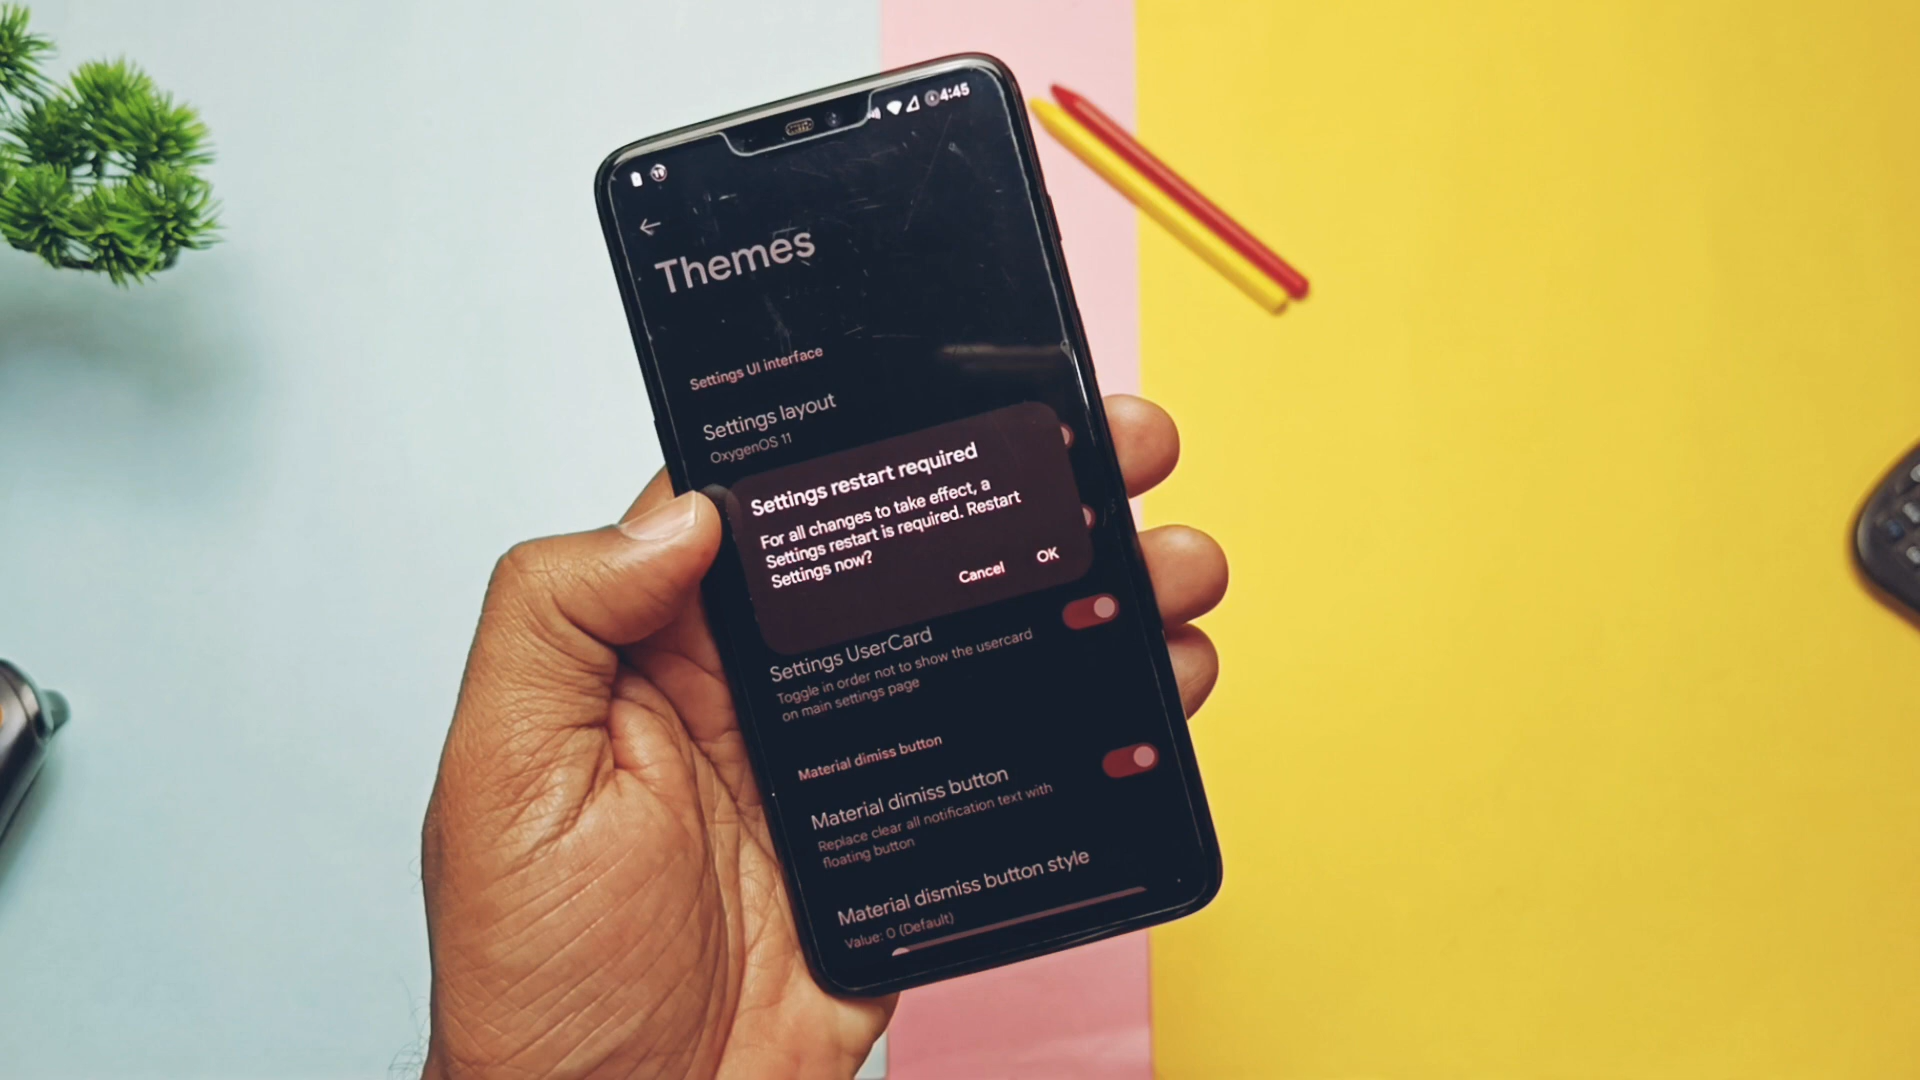 4:45
Themes
Settings UI interface
Settings layout
OxygenOS 11
Settings restart required
For all changes to take effect, a
Settings restart is required. Restart
Settings now?
Cancel OK
Settings UserCard
Toggle in order not to show the usercard
on main settings page
Material dimiss button
Material dimiss button
Replace clear all notification text with
floating button
Material dismiss button style
Value: 0 (Default)